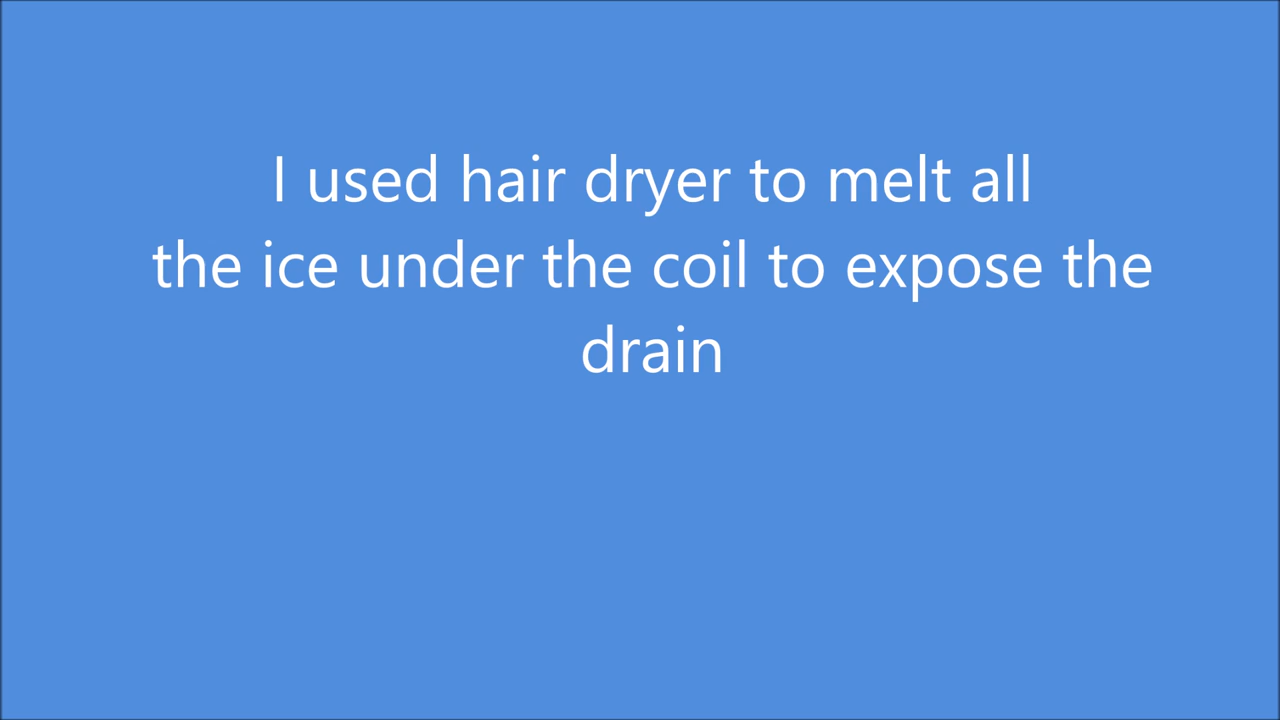 I used hair dryer to melt all
the ice under the coil to expose the
drain